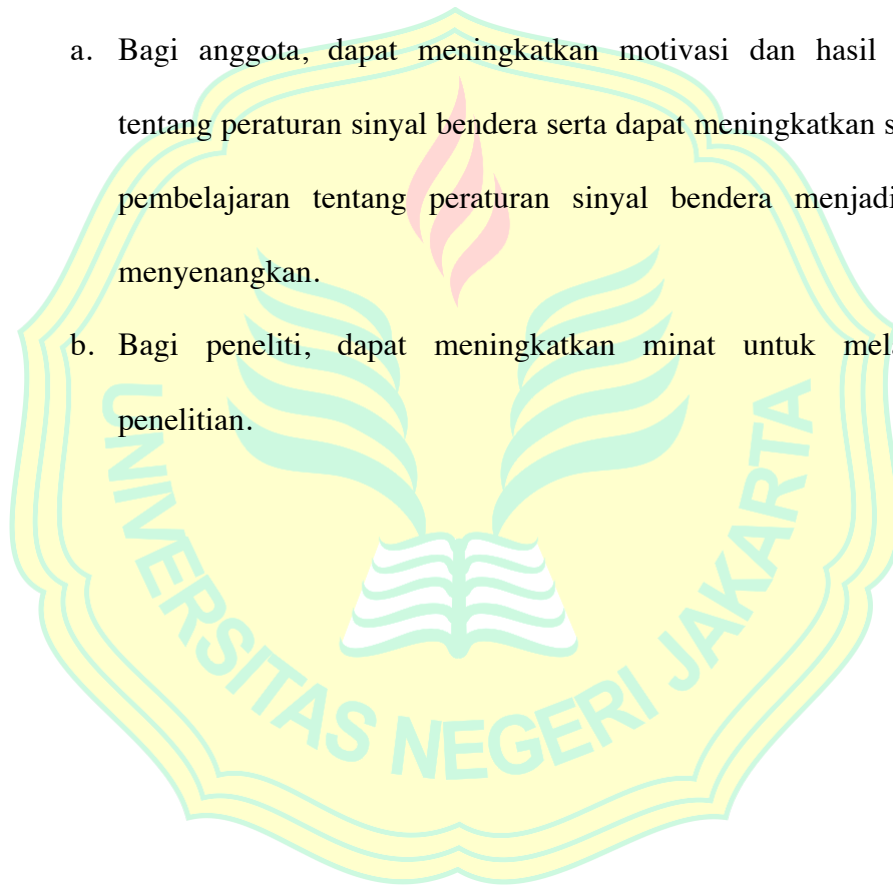 a. Bagi anggota, dapat meningkatkan motivasi dan hasil
tentang peraturan sinyal bendera serta dapat meningkatkan
pembelajaran tentang peraturan sinyal bendera menjadi
menyenangkan.
b. Bagi peneliti, dapat meningkatkan minat untuk
penelitian.
UNIVERSITAS NEGERI JAKARTA